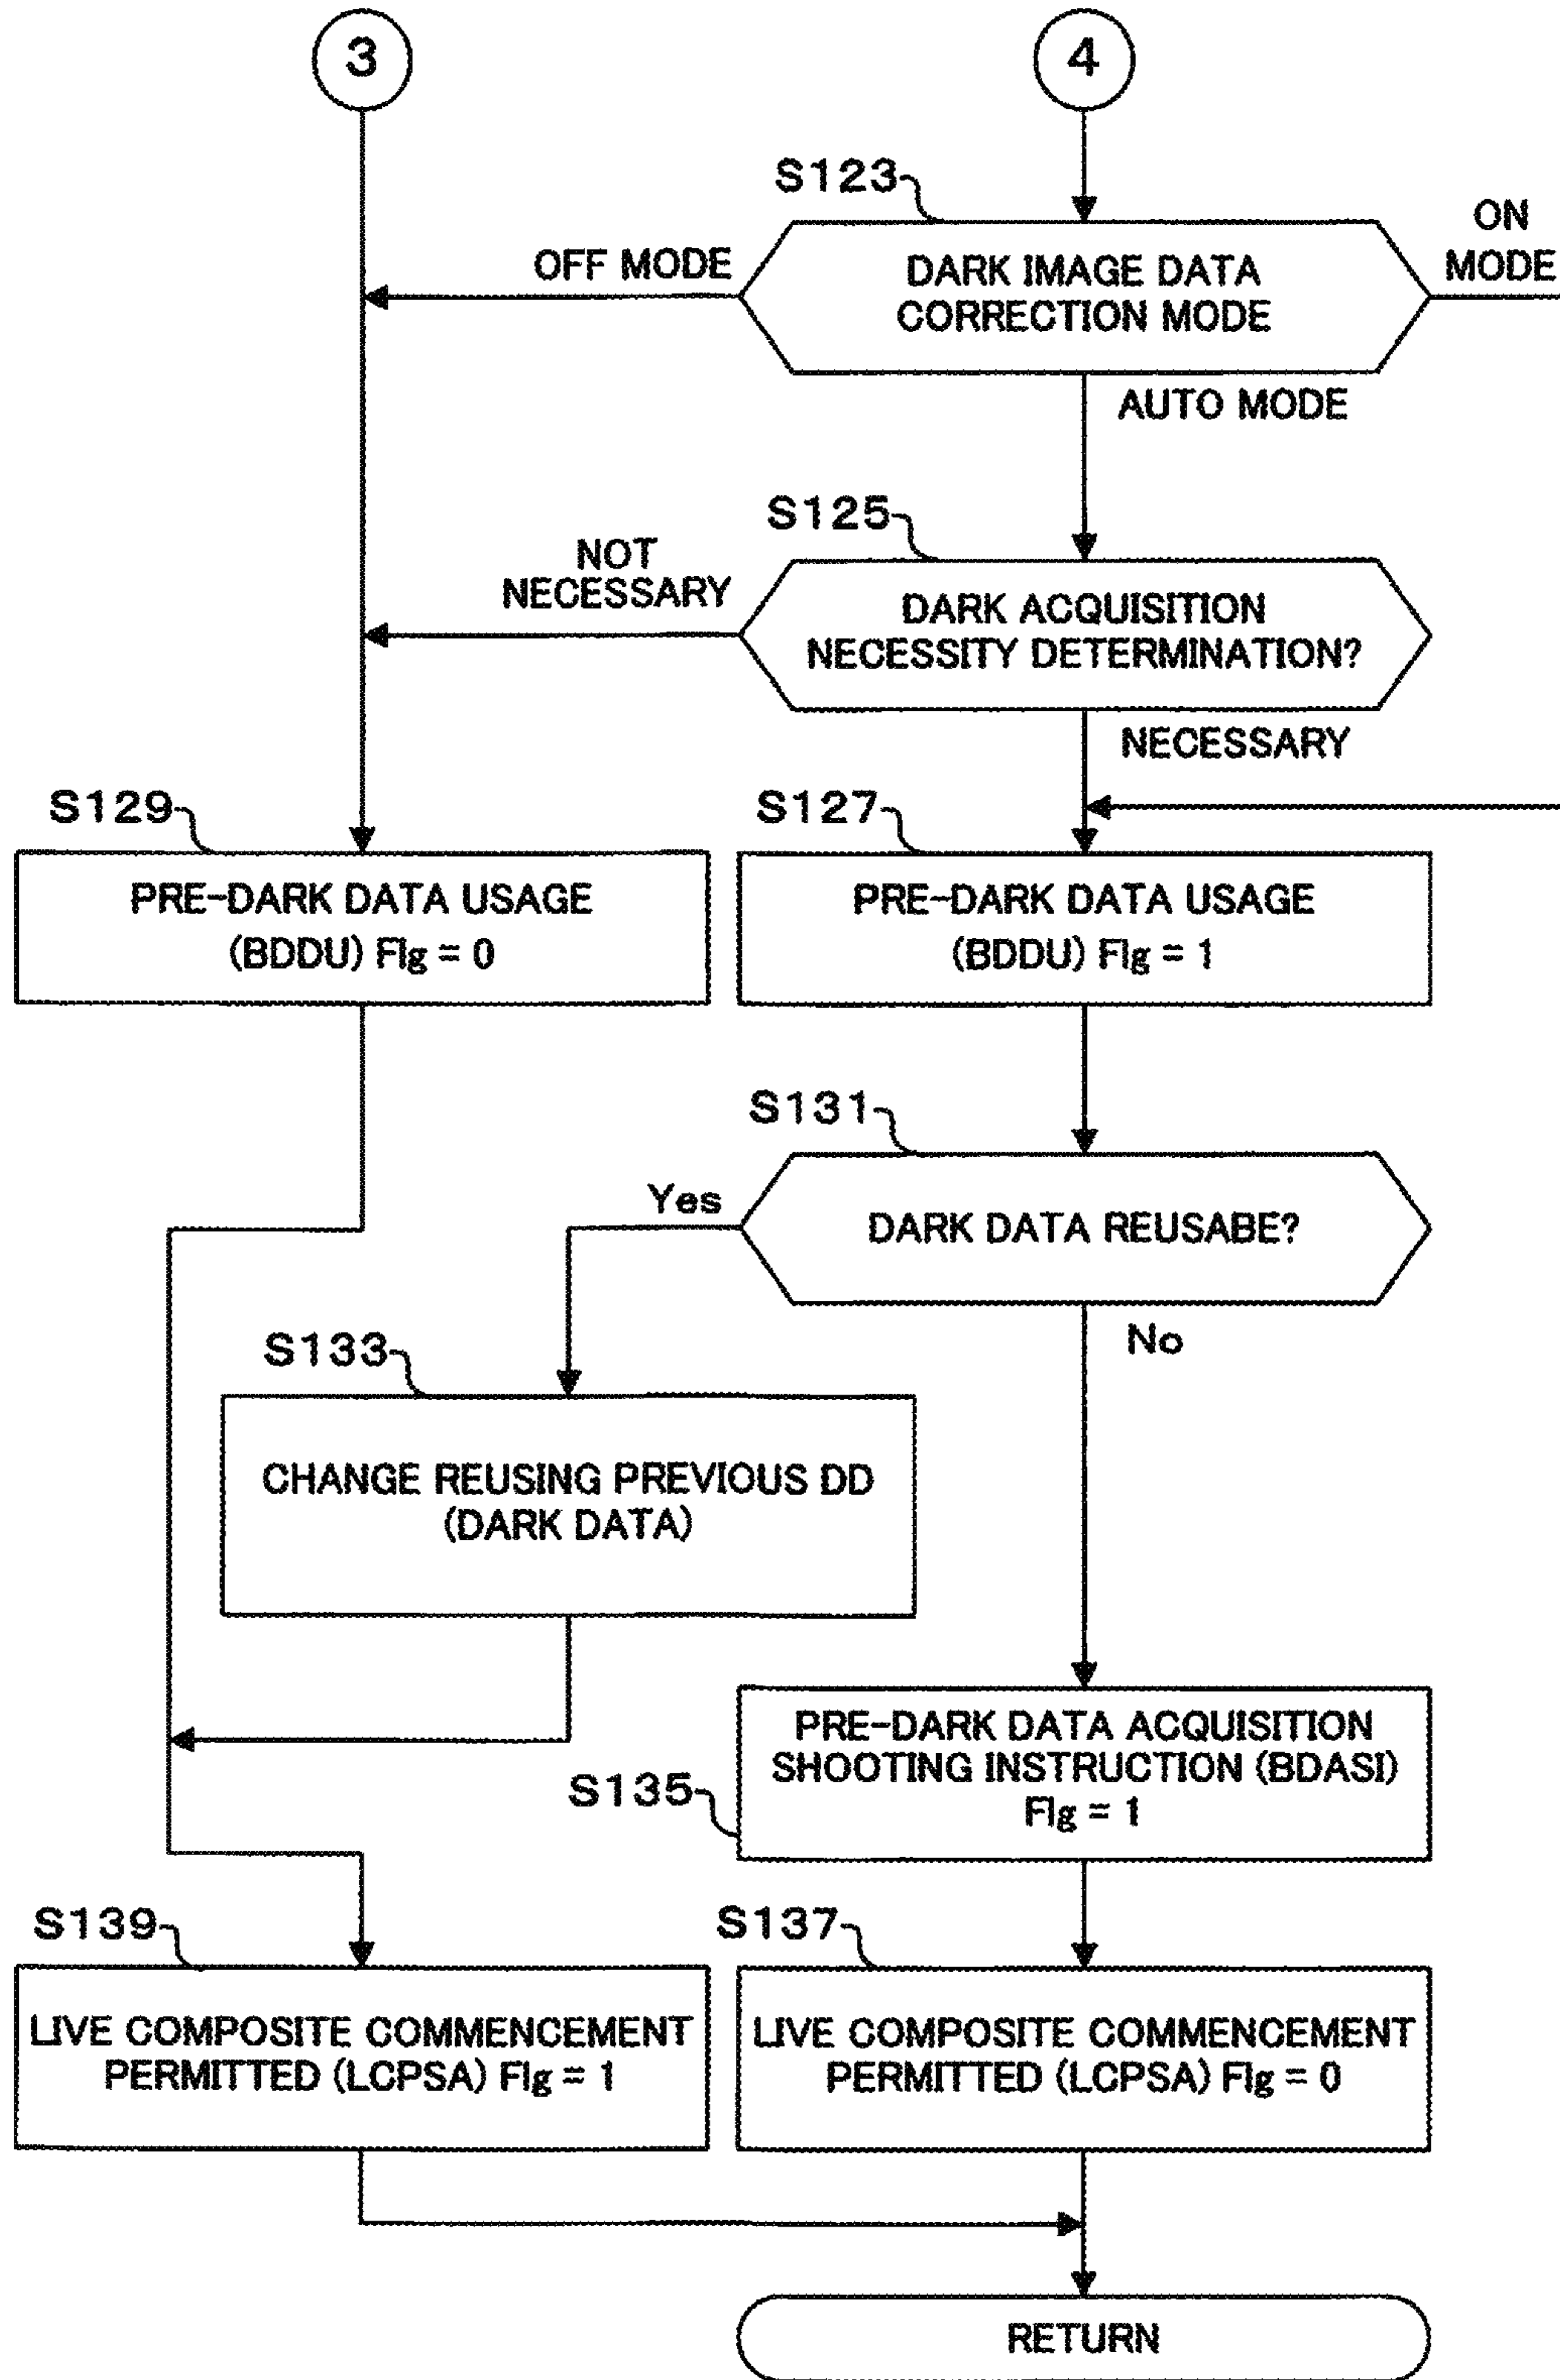 3
4
S123
ON
MODE
OFF MODE
DARK IMAGE DATA
CORRECTION MODE
AUTO MODE
S125
NOT
NECESSARY
DARK ACQUISITION
NECESSITY DETERMINATION?
NECESSARY
S129
S127
PRE-DARK DATA USAGE
(BDDU) Flg = 0
PRE-DARK DATA USAGE
(BDDU) Flg = 1
S131
Yes
DARK DATA REUSABE?
No
S133
CHANGE REUSING PREVIOUS DD
(DARK DATA)
PRE-DARK DATA ACQUISITION
SHOOTING INSTRUCTION (BDASI)
Flg = 1
S135
S139
S137
LIVE COMPOSITE COMMENCEMENT
PERMITTED (LCPSA) Flg = 1
LIVE COMPOSITE COMMENCEMENT
PERMITTED (LCPSA) Flg = 0
RETURN